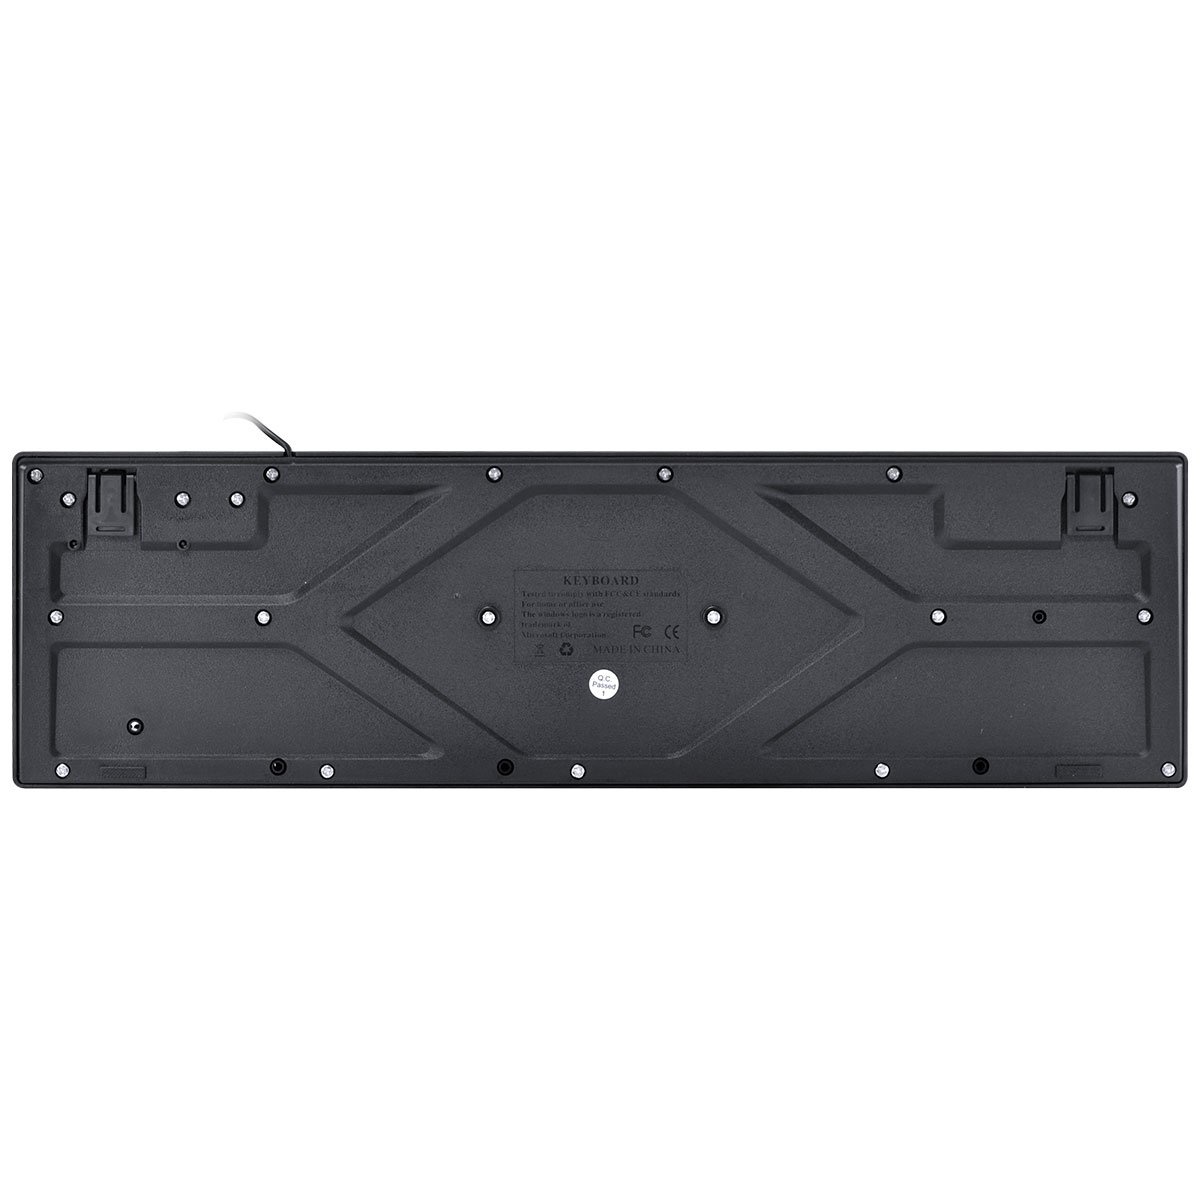 KEYBOARD
Tested to comply with FCC & CE standards
For home or office use
The windows logo is a registered
trademark of
Microsoft Corporation
FC CE
MADE IN CHINA
Q.C.
Passed
1